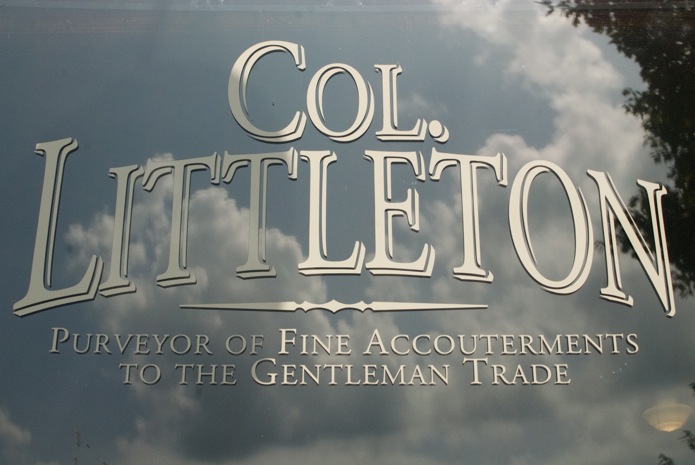 COL.
LITTLETON
PURVEYOR OF FINE ACCOUTERMENTS
TO THE GENTLEMAN TRADE